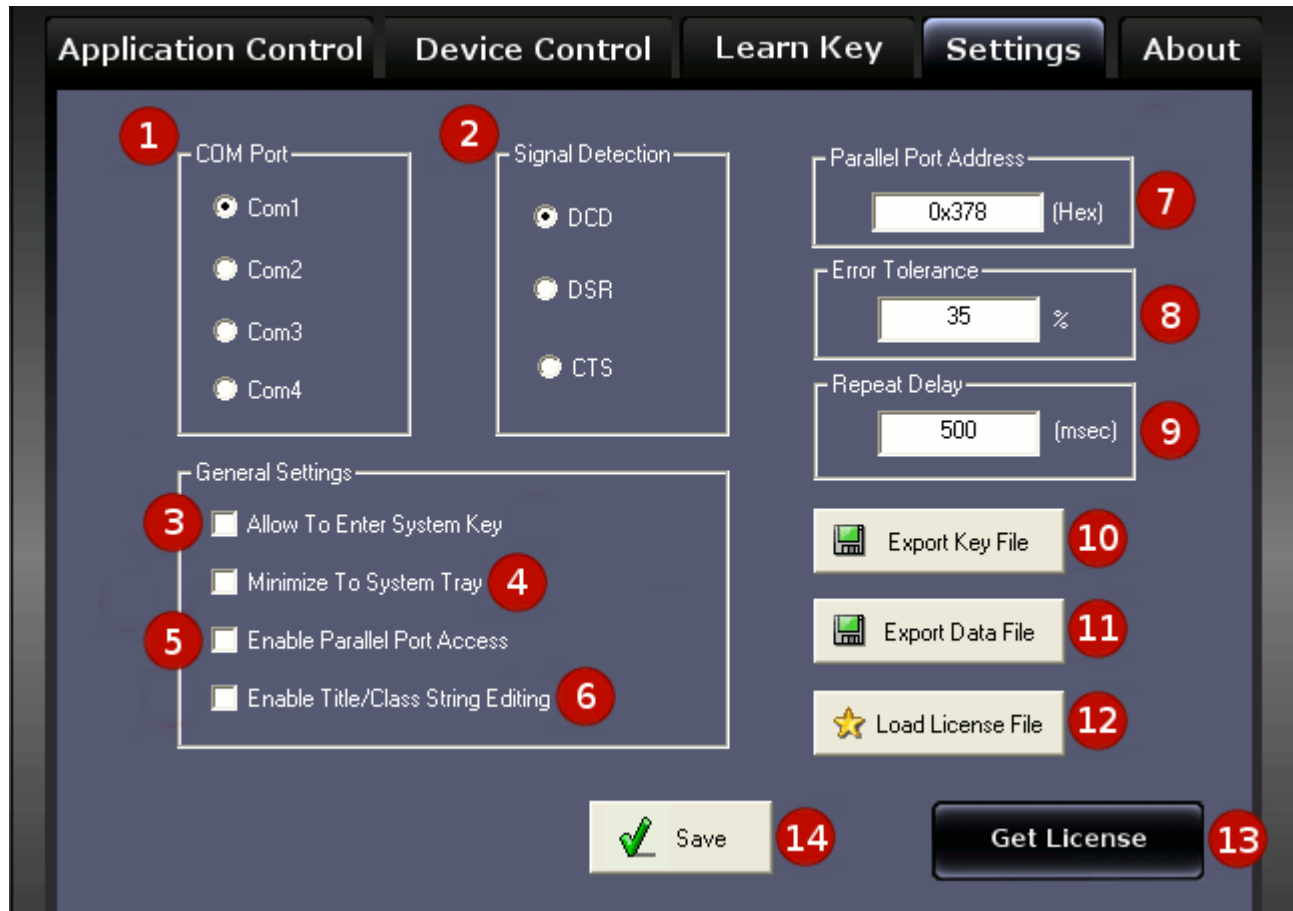 Application Control Device Control Learn Key Settings About
1 COM Port
Com1
Com2
Com3
Com4
2 Signal Detection
DCD
DSR
CTS
General Settings
3 Allow To Enter System Key
Minimize To System Tray 4
5 Enable Parallel Port Access
Enable Title/Class String Editing 6
Parallel Port Address
0x378 (Hex) 7
Error Tolerance
35 % 8
Repeat Delay
500 (msec) 9
Export Key File 10
Export Data File 11
Load License File 12
Save 14
Get License 13